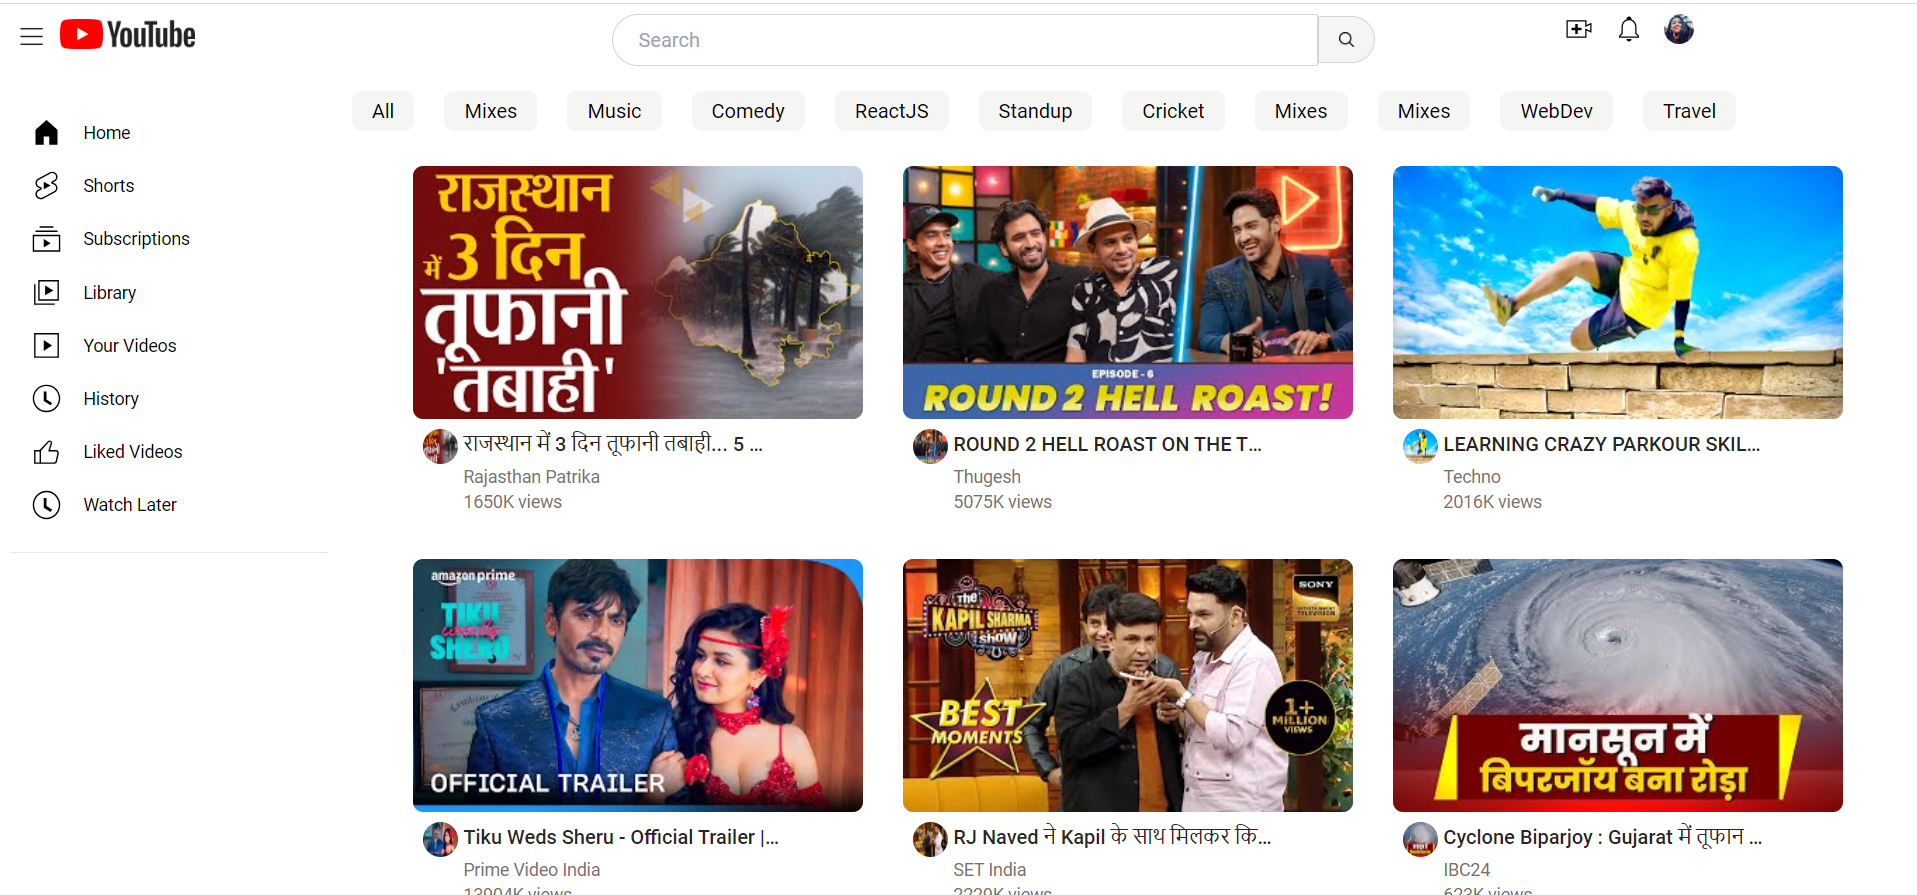 YouTube
Search
All
Mixes
Music
Comedy
ReactJS
Standup
Cricket
Mixes
Mixes
WebDev
Travel
Home
Shorts
Subscriptions
Library
Your Videos
History
Liked Videos
Watch Later
राजस्थान
में 3 दिन
तूफानी
'तबाही'
राजस्थान में 3 दिन तूफानी तबाही... 5 ...
Rajasthan Patrika
1650K views
EPISODE - 6
ROUND 2 HELL ROAST!
ROUND 2 HELL ROAST ON THE T...
Thugesh
5075K views
LEARNING CRAZY PARKOUR SKIL...
Techno
2016K views
amazon prime
TIKU
weds
SHERU
OFFICIAL TRAILER
Tiku Weds Sheru - Official Trailer |...
Prime Video India
13904K views
The
KAPIL SHARMA
Show
SONY
ENTERTAINMENT
TELEVISION
BEST
MOMENTS
1+
MILLION
VIEWS
RJ Naved ने Kapil के साथ मिलकर कि...
SET India
2229K views
मानसून में
बिपरजॉय बना रोड़ा
Cyclone Biparjoy : Gujarat में तूफान ...
IBC24
623K views